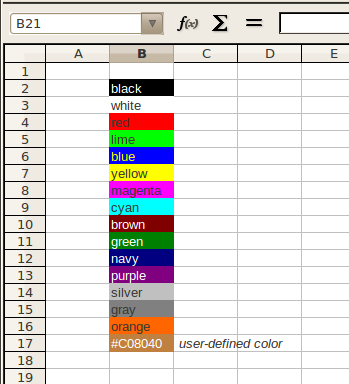 B21 f(x) Σ =
A B C D E
1
2 black
3 white
4 red
5 lime
6 blue
7 yellow
8 magenta
9 cyan
10 brown
11 green
12 navy
13 purple
14 silver
15 gray
16 orange
17 #C08040 user-defined color
18
19